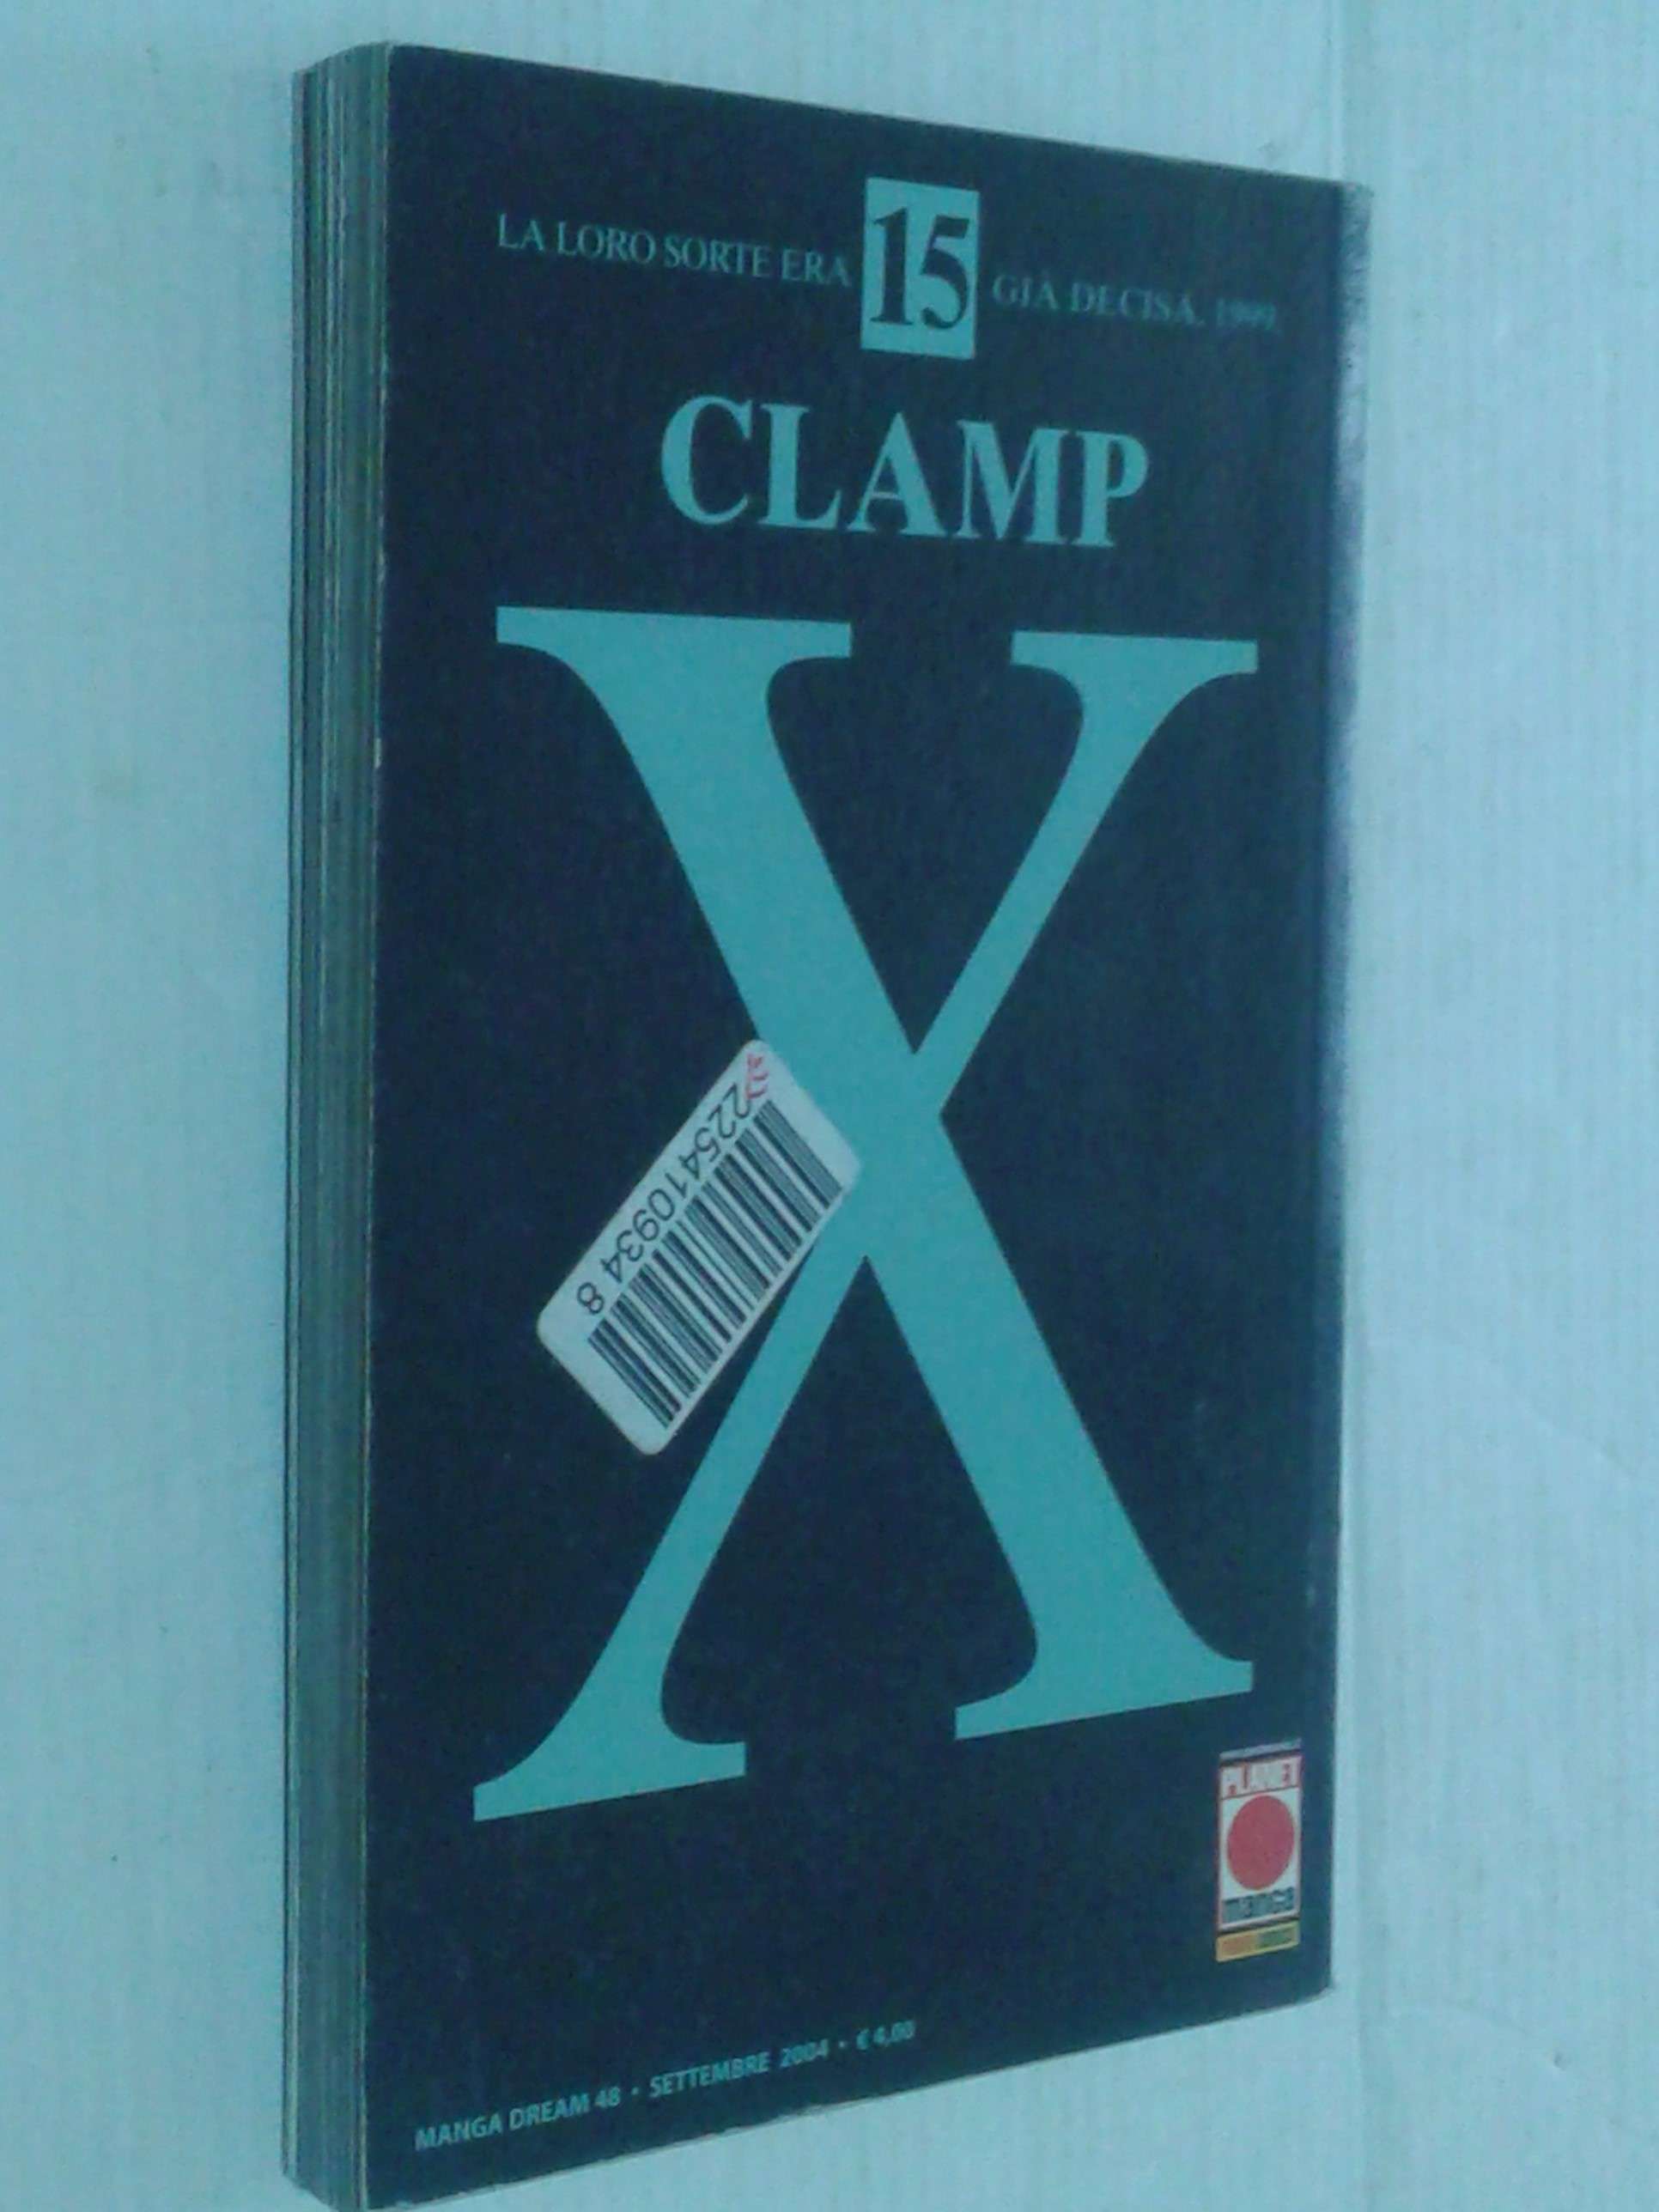 LA LORO SORTE ERA 15 GIÀ DECISA. 1999.
CLAMP
X
2254109348
PLANET
manga
MANGA DREAM 48 • SETTEMBRE 2004 • € 4,00